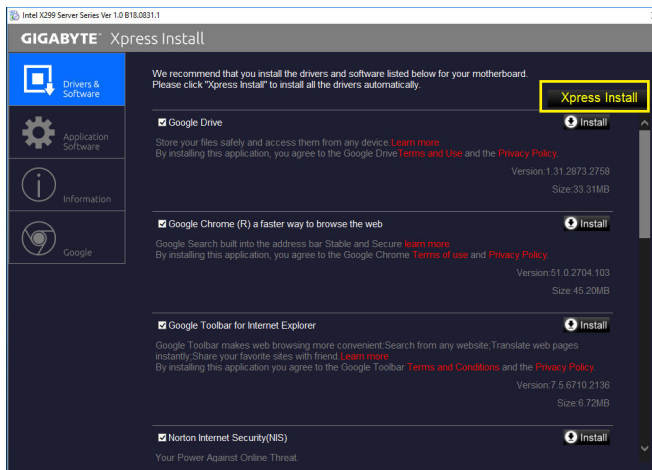 Intel X299 Server Series Ver 1.0 B18.0831.1
GIGABYTE™ Xpress Install
Drivers &
Software
Application
Software
Information
Google
We recommend that you install the drivers and software listed below for your motherboard.
Please click "Xpress Install" to install all the drivers automatically.
Xpress Install
Google Drive
Install
Store your files safely and access them from any device.Learn more
By installing this application, you agree to the Google DriveTerms and Use and the Privacy Policy.
Version:1.31.2873.2758
Size:33.31MB
Google Chrome (R) a faster way to browse the web
Install
Google Search built into the address bar Stable and Secure learn more
By installing this application, you agree to the Google Chrome Terms of use and Privacy Policy.
Version:51.0.2704.103
Size:45.20MB
Google Toolbar for Internet Explorer
Install
Google Toolbar makes web browsing more convenient.Search from any website;Translate web pages
instantly;Share your favorite sites with friend.Learn more
By installing this application you agree to the Google Toolbar Terms and Conditions and the Privacy Policy.
Version:7.5.6710.2136
Size:6.72MB
Norton Internet Security(NIS)
Install
Your Power Against Online Threat.